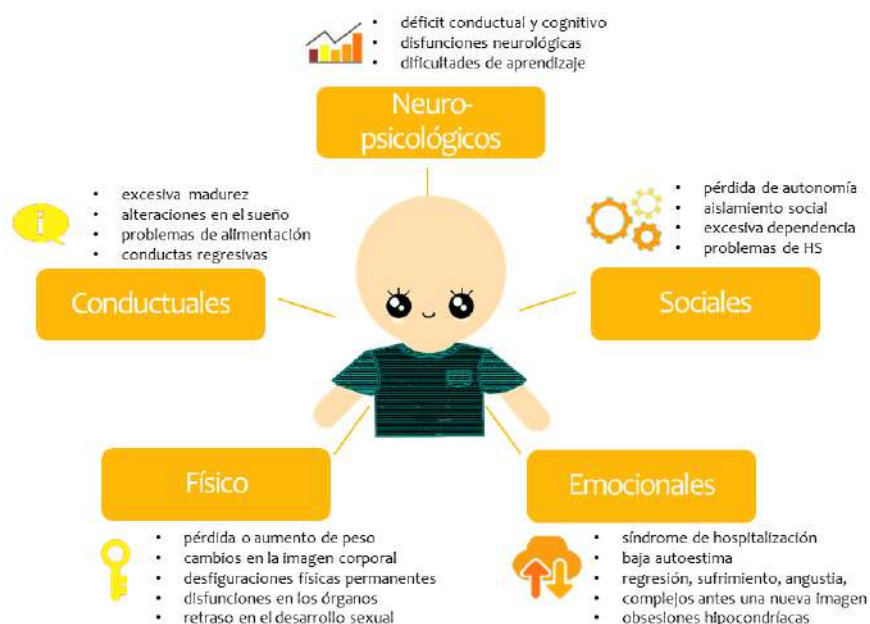 déficit conductual y cognitivo
disfunciones neurológicas
dificultades de aprendizaje
Neuro-
psicológicos
excesiva madurez
alteraciones en el sueño
problemas de alimentación
conductas regresivas
Conductuales
pérdida de autonomía
aislamiento social
excesiva dependencia
problemas de HS
Sociales
Físico
pérdida o aumento de peso
cambios en la imagen corporal
desfiguraciones físicas permanentes
disfunciones en los órganos
retraso en el desarrollo sexual
Emocionales
síndrome de hospitalización
baja autoestima
regresión, sufrimiento, angustia,
complejos antes una nueva imagen
obsesiones hipocondríacas